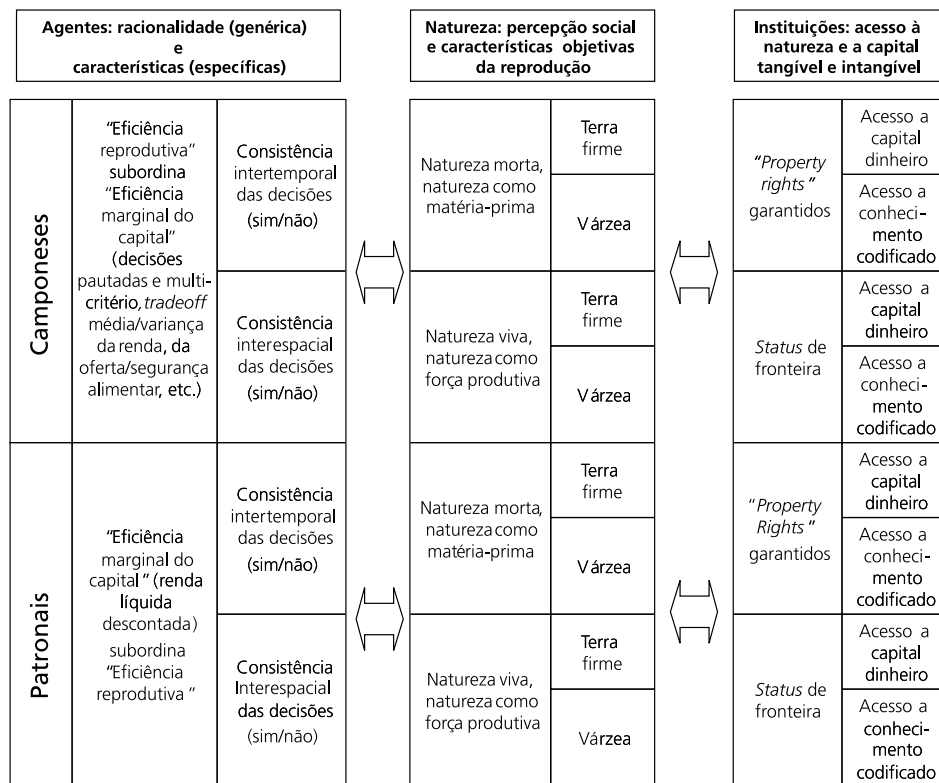 Agentes: racionalidade (genérica)
e
características (específicas)
Natureza: percepção social
e características objetivas
da reprodução
Instituições: acesso à
natureza e a capital
tangível e intangível
Camponeses
“Eficiência
reprodutiva”
subordina
“Eficiência
marginal do
capital”
(decisões
pautadas e multi-
critério, tradeoff
média/variança
da renda, da
oferta/segurança
alimentar, etc.)
Consistência
intertemporal
das decisões
(sim/não)
Consistência
interespacial
das decisões
(sim/não)
Natureza morta,
natureza como
matéria-prima
Terra
firme
Várzea
Natureza viva,
natureza como
força produtiva
Terra
firme
Várzea
“Property
rights”
garantidos
Acesso a
capital
dinheiro
Acesso a
conheci-
mento
codificado
Status de
fronteira
Acesso a
capital
dinheiro
Acesso a
conheci-
mento
codificado
Patronais
“Eficiência
marginal do
capital” (renda
líquida
descontada)
subordina
“Eficiência
reprodutiva”
Consistência
intertemporal
das decisões
(sim/não)
Consistência
Interespacial
das decisões
(sim/não)
Natureza morta,
natureza como
matéria-prima
Terra
firme
Várzea
Natureza viva,
natureza como
força produtiva
Terra
firme
Várzea
“Property
Rights”
garantidos
Acesso a
capital
dinheiro
Acesso a
conheci-
mento
codificado
Status de
fronteira
Acesso a
capital
dinheiro
Acesso a
conheci-
mento
codificado